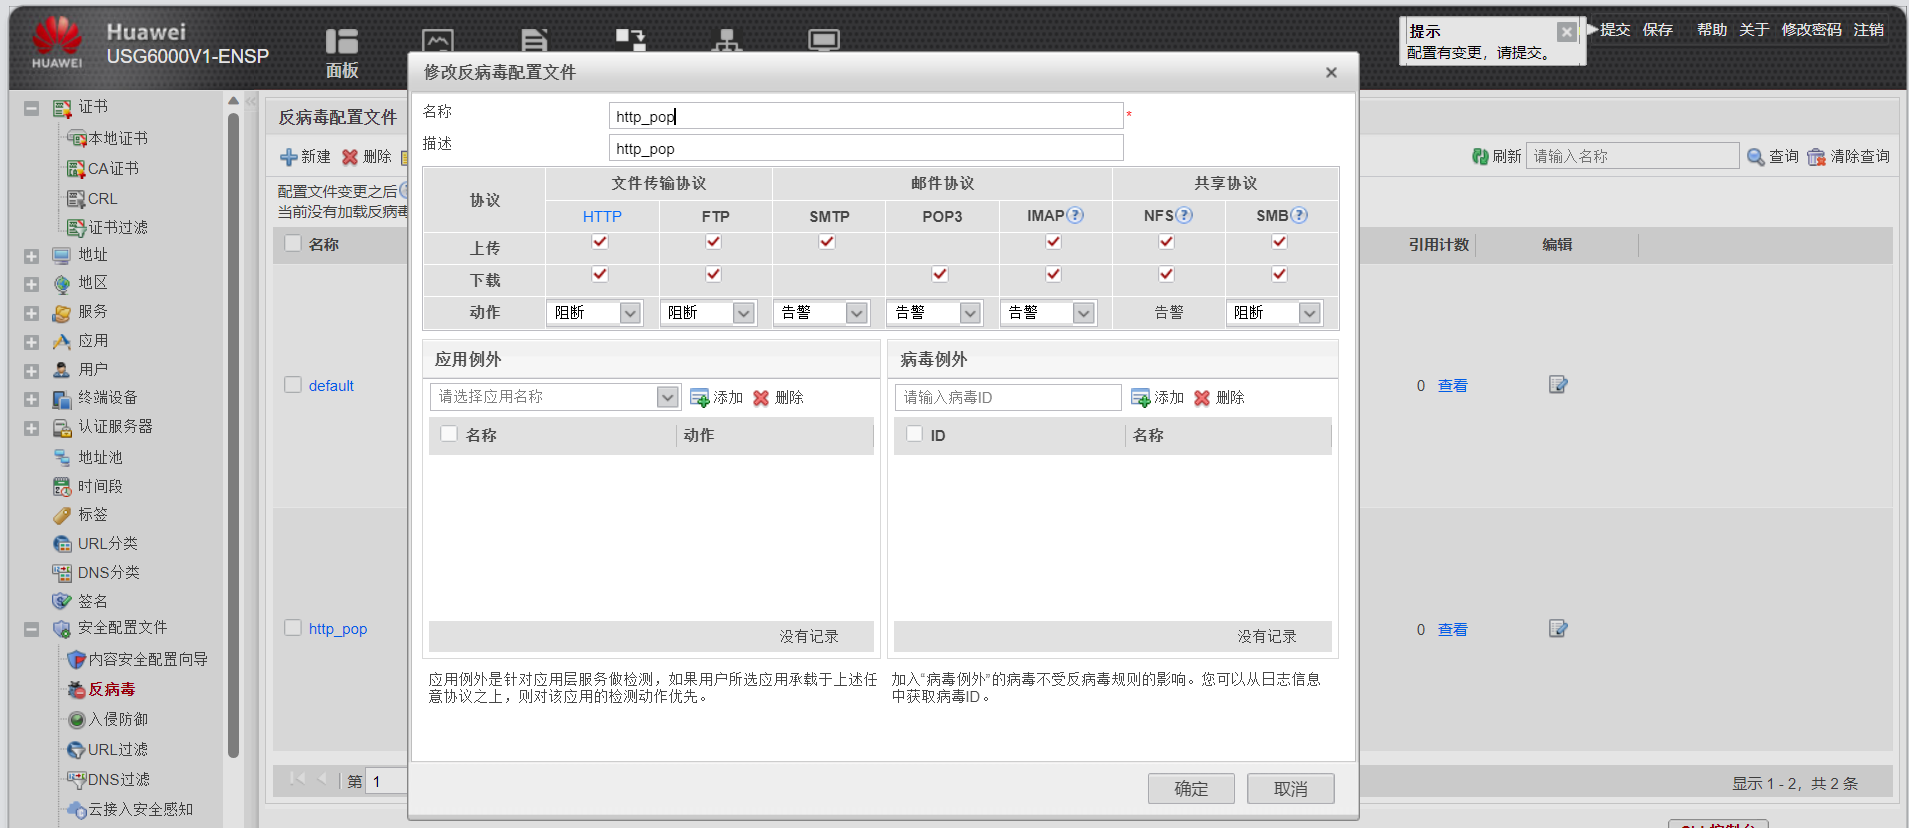 Huawei
USG6000V1-ENSP
HUAWEI
面板
提示
配置有变更，请提交。
提交 保存 帮助 关于 修改密码 注销
证书
本地证书
CA证书
CRL
证书过滤
地址
地区
服务
应用
用户
终端设备
认证服务器
地址池
时间段
标签
URL分类
DNS分类
签名
安全配置文件
内容安全配置向导
反病毒
入侵防御
URL过滤
DNS过滤
云接入安全感知
反病毒配置文件
新建 删除
刷新 请输入名称 查询 清除查询
配置文件变更之后
当前没有加载反病毒
名称 引用计数 编辑
default 0 查看
http_pop 0 查看
第 1
显示 1 - 2，共 2 条
修改反病毒配置文件
名称 http_pop *
描述 http_pop
协议 文件传输协议 邮件协议 共享协议
HTTP FTP SMTP POP3 IMAP NFS SMB
上传
下载
动作 阻断 阻断 告警 告警 告警 告警 阻断
应用例外
请选择应用名称 添加 删除
名称 动作
没有记录
应用例外是针对应用层服务做检测，如果用户所选应用承载于上述任
意协议之上，则对该应用的检测动作优先。
病毒例外
请输入病毒ID 添加 删除
ID 名称
没有记录
加入“病毒例外”的病毒不受反病毒规则的影响。您可以从日志信息
中获取病毒ID。
确定 取消